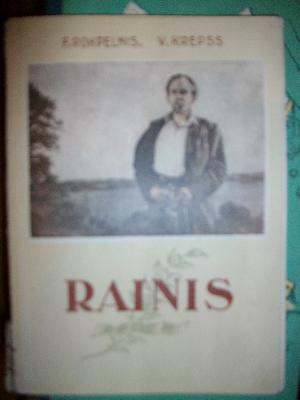 F. ROKPELNIS, V. KREPSS
RAINIS